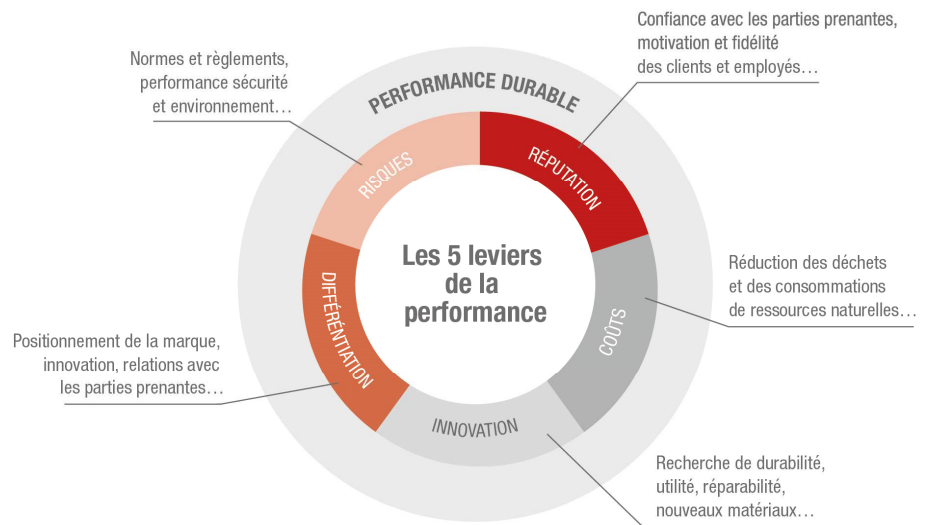 Confiance avec les parties prenantes,
motivation et fidélité
des clients et employés…
Normes et règlements,
performance sécurité
et environnement…
PERFORMANCE DURABLE
RISQUES
RÉPUTATION
Les 5 leviers
de la
performance
Réduction des déchets
et des consommations
de ressources naturelles…
DIFFÉRENTIATION
COÛTS
Positionnement de la marque,
innovation, relations avec
les parties prenantes…
INNOVATION
Recherche de durabilité,
utilité, réparabilité,
nouveaux matériaux…